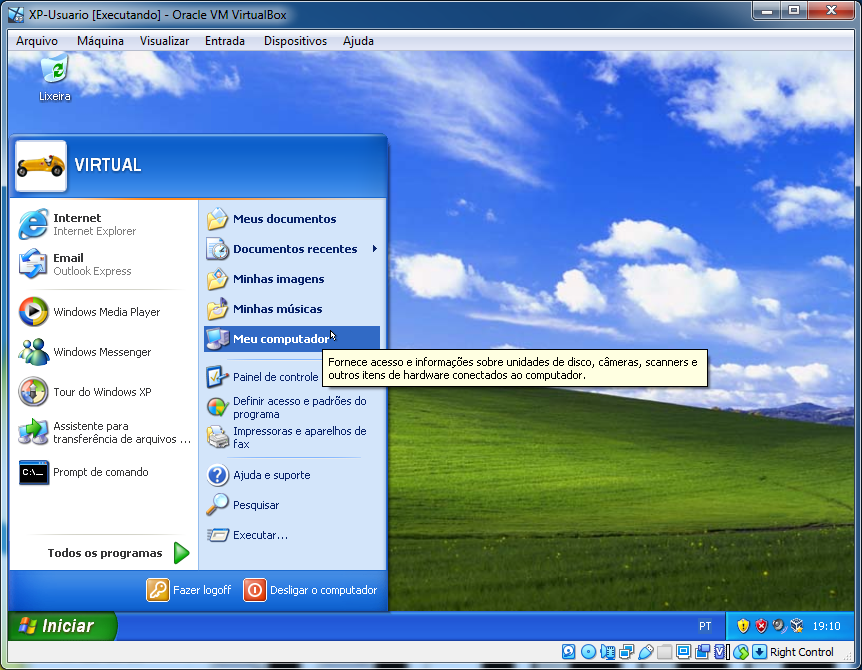 XP-Usuario [Executando] - Oracle VM VirtualBox
Arquivo Máquina Visualizar Entrada Dispositivos Ajuda
Lixeira
VIRTUAL
Internet
Internet Explorer
Email
Outlook Express
Windows Media Player
Windows Messenger
Tour do Windows XP
Assistente para
transferência de arquivos ...
C:\_
Prompt de comando
Todos os programas
Meus documentos
Documentos recentes
Minhas imagens
Minhas músicas
Meu computador
Fornece acesso e informações sobre unidades de disco, câmeras, scanners e
outros itens de hardware conectados ao computador.
Painel de controle
Definir acesso e padrões do
programa
Impressoras e aparelhos de
fax
Ajuda e suporte
Pesquisar
Executar...
Fazer logoff Desligar o computador
Iniciar
PT
19:10
Right Control